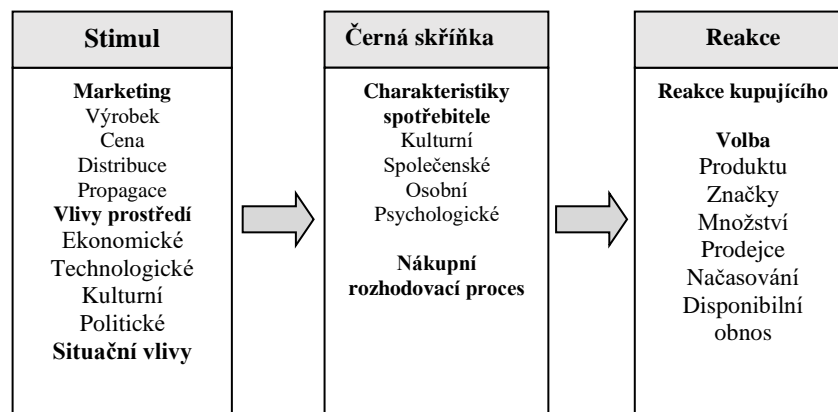 Stimul
Marketing
Výrobek
Cena
Distribuce
Propagace
Vlivy prostředí
Ekonomické
Technologické
Kulturní
Politické
Situační vlivy
Černá skříňka
Charakteristiky
spotřebitele
Kulturní
Společenské
Osobní
Psychologické
Nákupní
rozhodovací proces
Reakce
Reakce kupujícího
Volba
Produktu
Značky
Množství
Prodejce
Načasování
Disponibilní
obnos